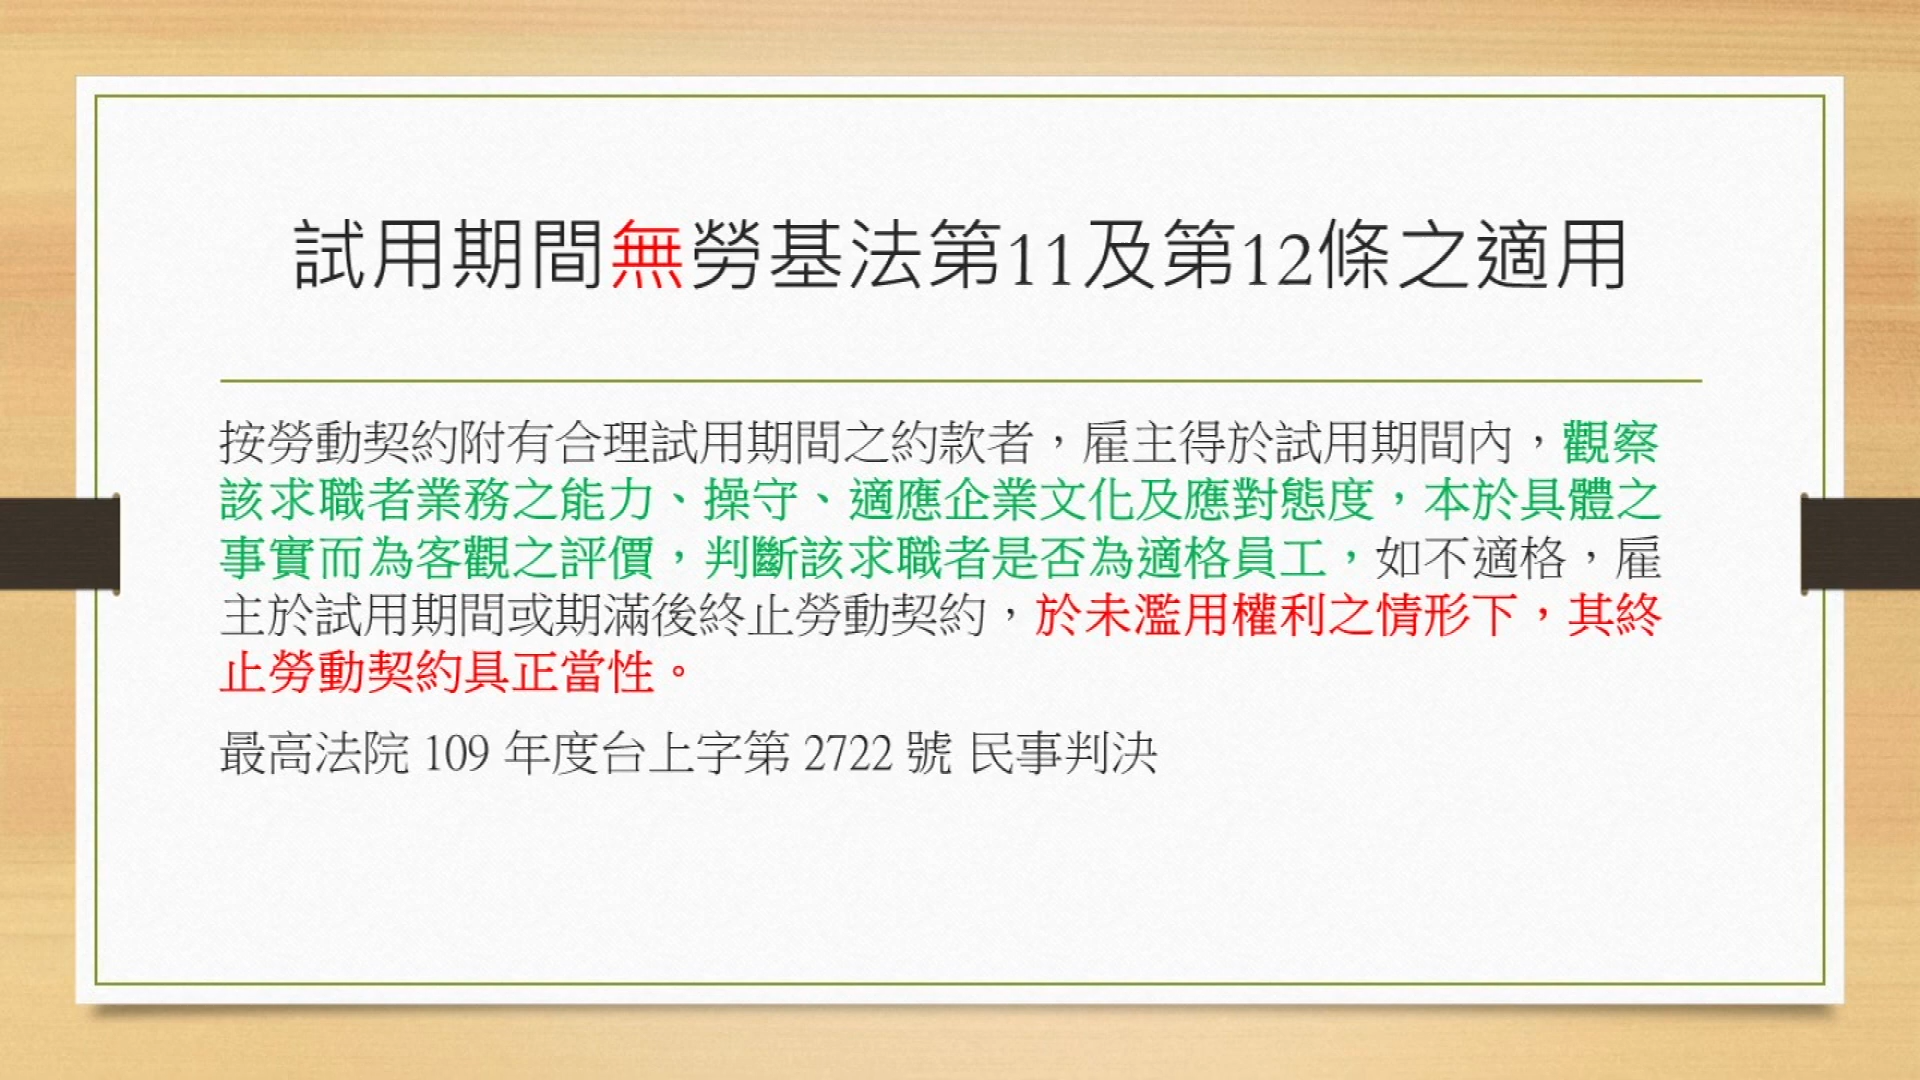 試用期間無勞基法第11及第12條之適用
按勞動契約附有合理試用期間之約款者，雇主得於試用期間內，觀察
該求職者業務之能力、操守、適應企業文化及應對態度，本於具體之
事實而為客觀之評價，判斷該求職者是否為適格員工，如不適格，雇
主於試用期間或期滿後終止勞動契約，於未濫用權利之情形下，其終
止勞動契約具正當性。
最高法院 109 年度台上字第 2722 號 民事判決